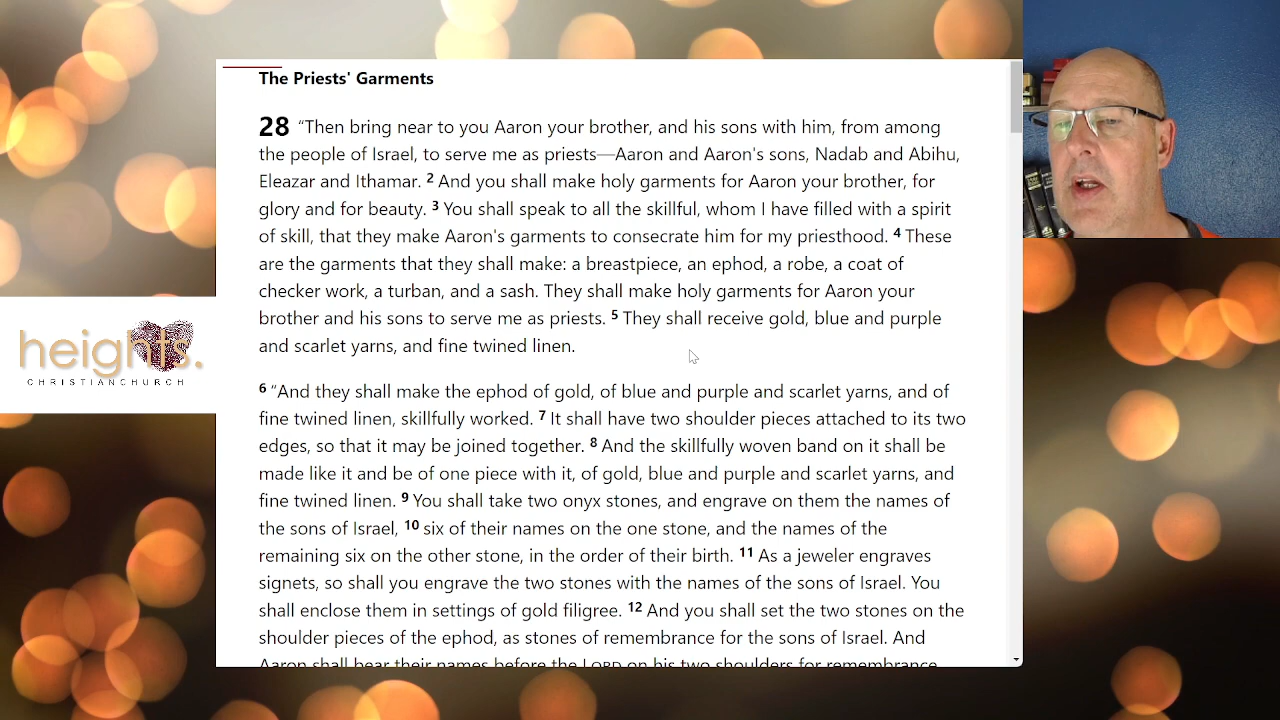 The Priests' Garments
28 “Then bring near to you Aaron your brother, and his sons with him, from among
the people of Israel, to serve me as priests—Aaron and Aaron's sons, Nadab and Abihu,
Eleazar and Ithamar. 2 And you shall make holy garments for Aaron your brother, for
glory and for beauty. 3 You shall speak to all the skillful, whom I have filled with a spirit
of skill, that they make Aaron's garments to consecrate him for my priesthood. 4 These
are the garments that they shall make: a breastpiece, an ephod, a robe, a coat of
checker work, a turban, and a sash. They shall make holy garments for Aaron your
brother and his sons to serve me as priests. 5 They shall receive gold, blue and purple
and scarlet yarns, and fine twined linen.
6 “And they shall make the ephod of gold, of blue and purple and scarlet yarns, and of
fine twined linen, skillfully worked. 7 It shall have two shoulder pieces attached to its two
edges, so that it may be joined together. 8 And the skillfully woven band on it shall be
made like it and be of one piece with it, of gold, blue and purple and scarlet yarns, and
fine twined linen. 9 You shall take two onyx stones, and engrave on them the names of
the sons of Israel, 10 six of their names on the one stone, and the names of the
remaining six on the other stone, in the order of their birth. 11 As a jeweler engraves
signets, so shall you engrave the two stones with the names of the sons of Israel. You
shall enclose them in settings of gold filigree. 12 And you shall set the two stones on the
shoulder pieces of the ephod, as stones of remembrance for the sons of Israel. And
Aaron shall bear their names before the LORD on his two shoulders for remembrance.
heights.
CHRISTIANCHURCH